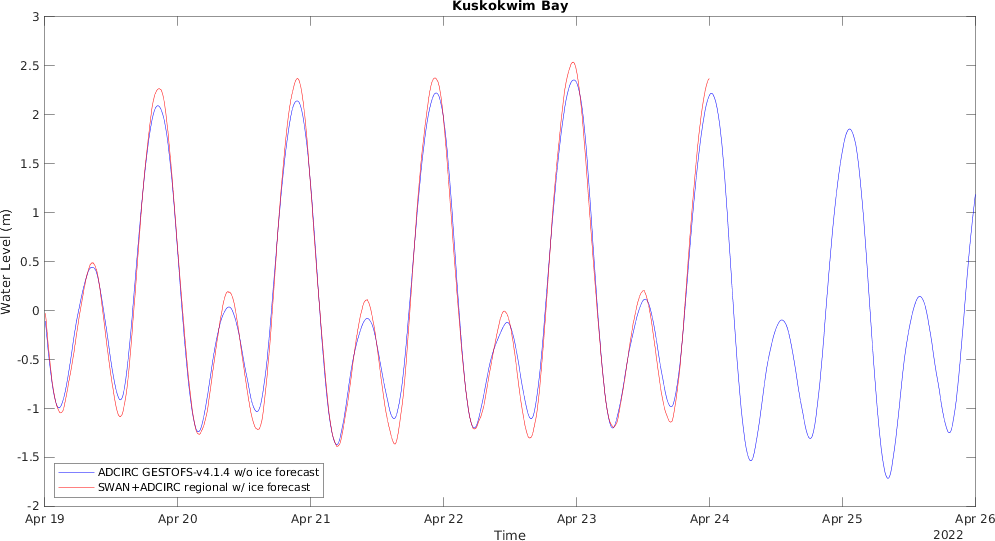 Kuskokwim Bay
3
2.5
2
1.5
1
0.5
0
-0.5
-1
-1.5
-2
Water Level (m)
ADCIRC GESTOFS-v4.1.4 w/o ice forecast
SWAN+ADCIRC regional w/ ice forecast
Apr 19 Apr 20 Apr 21 Apr 22 Apr 23 Apr 24 Apr 25 Apr 26
Time
2022